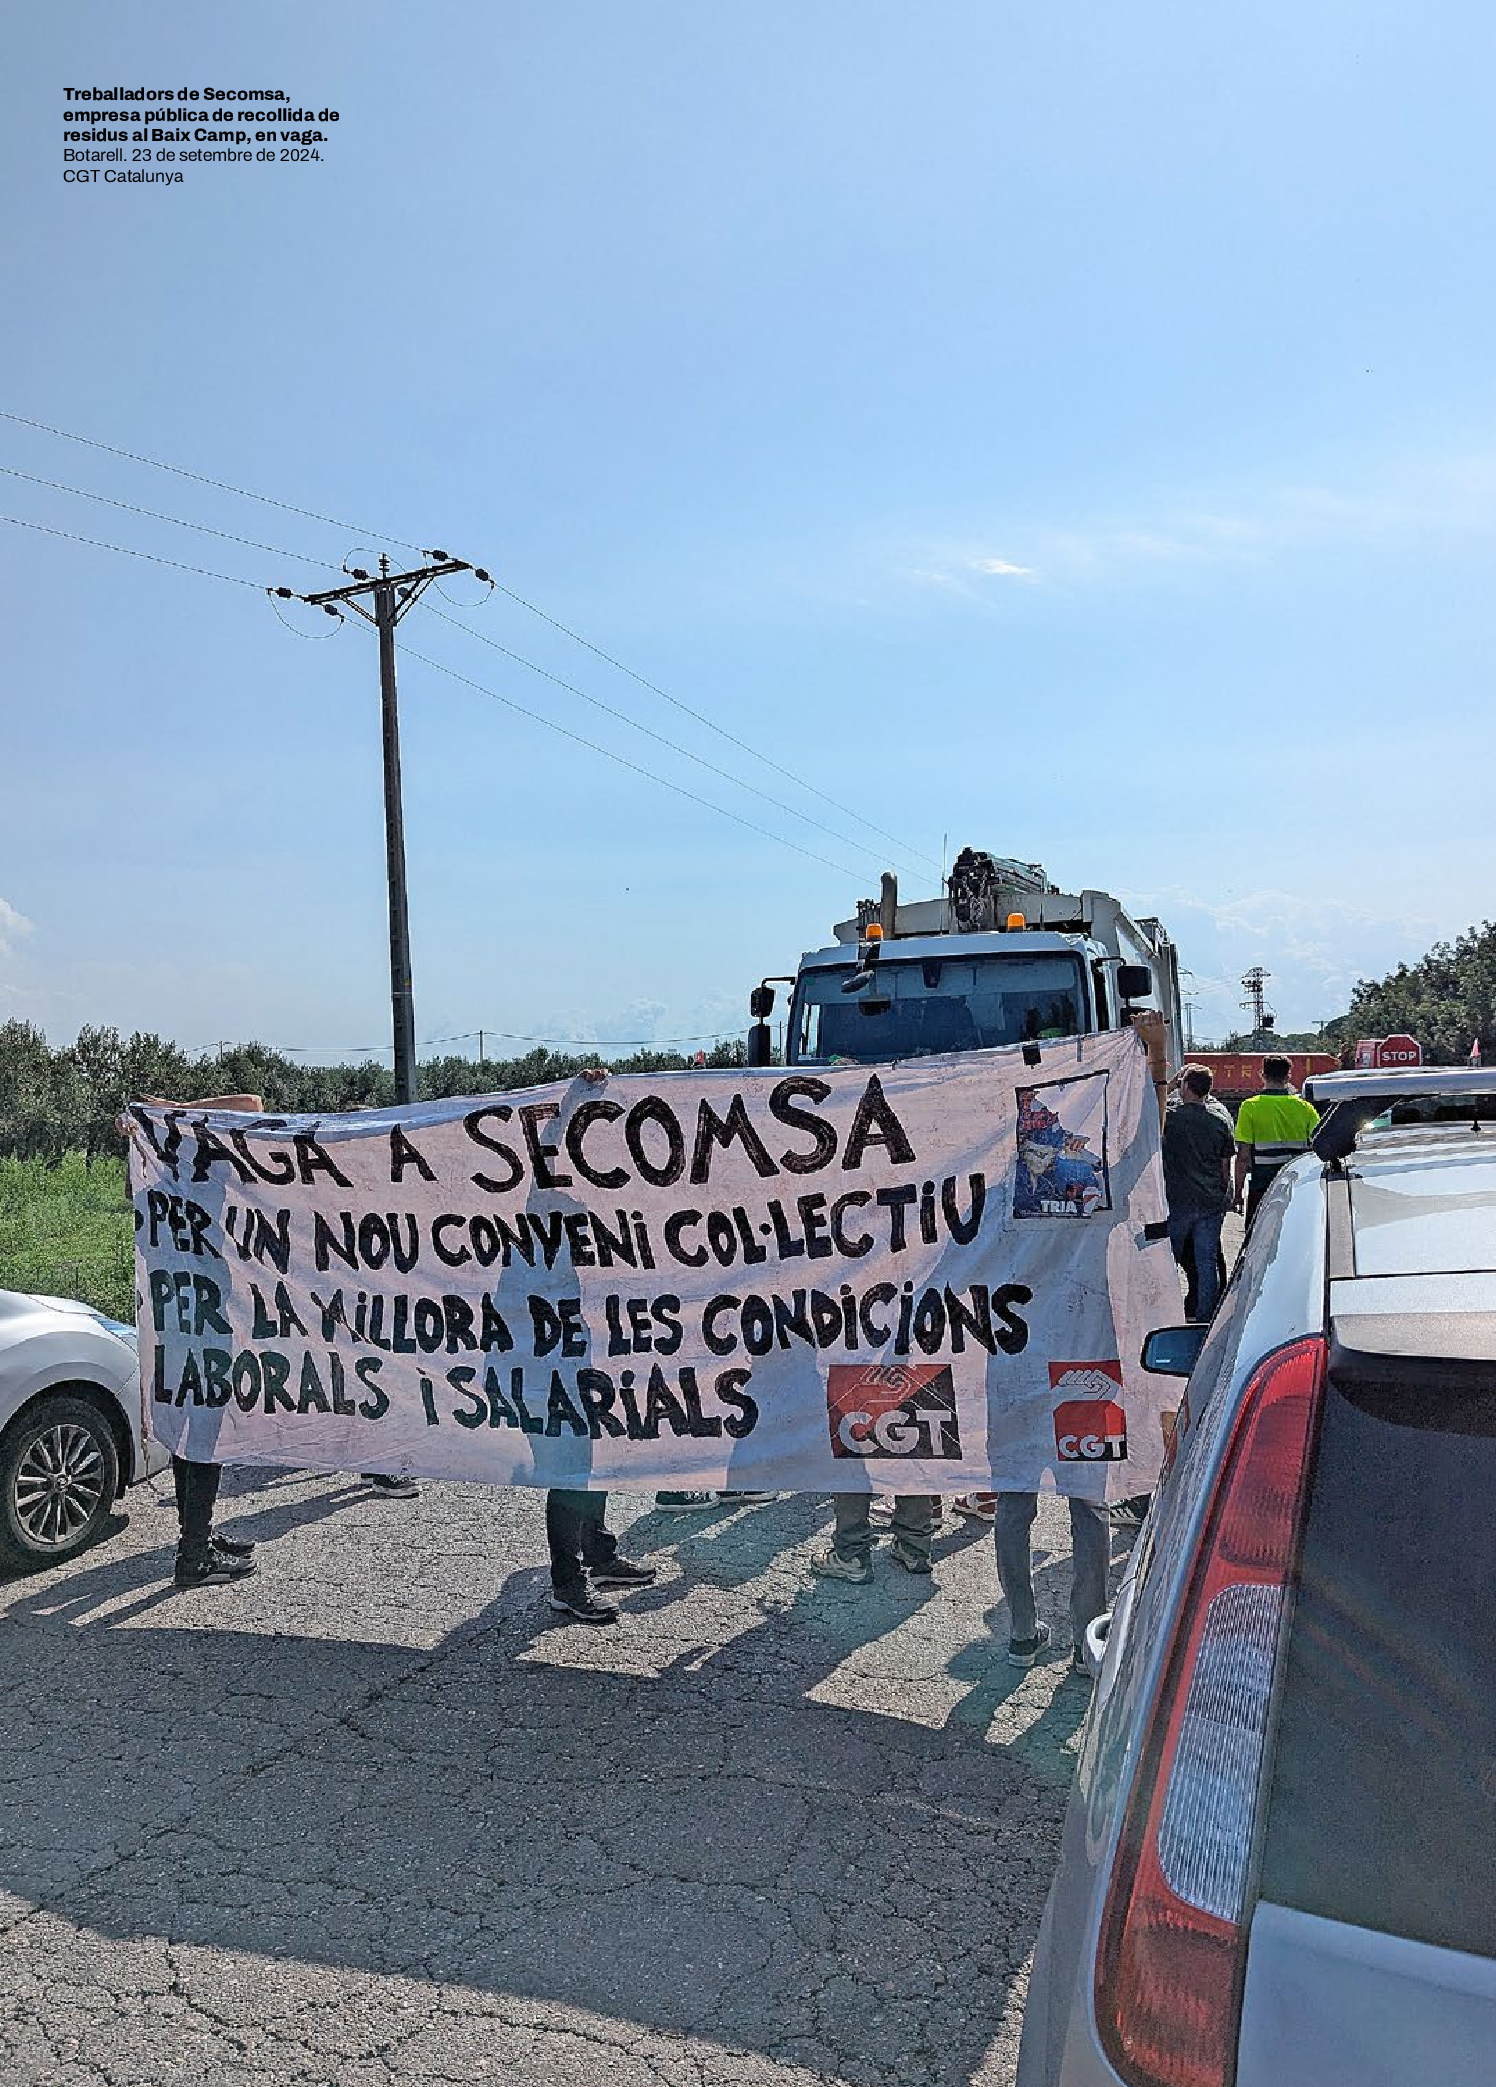 Treballadors de Secomsa,
empresa pública de recollida de
residus al Baix Camp, en vaga.
Botarell. 23 de setembre de 2024.
CGT Catalunya
STOP
VAGA A SECOMSA
TRIA
PER UN NOU CONVENi COL·LECTiU
PER LA MiLLORA DE LES CONDiCiONS
LABORALS i SALARiALS
CGT
CGT